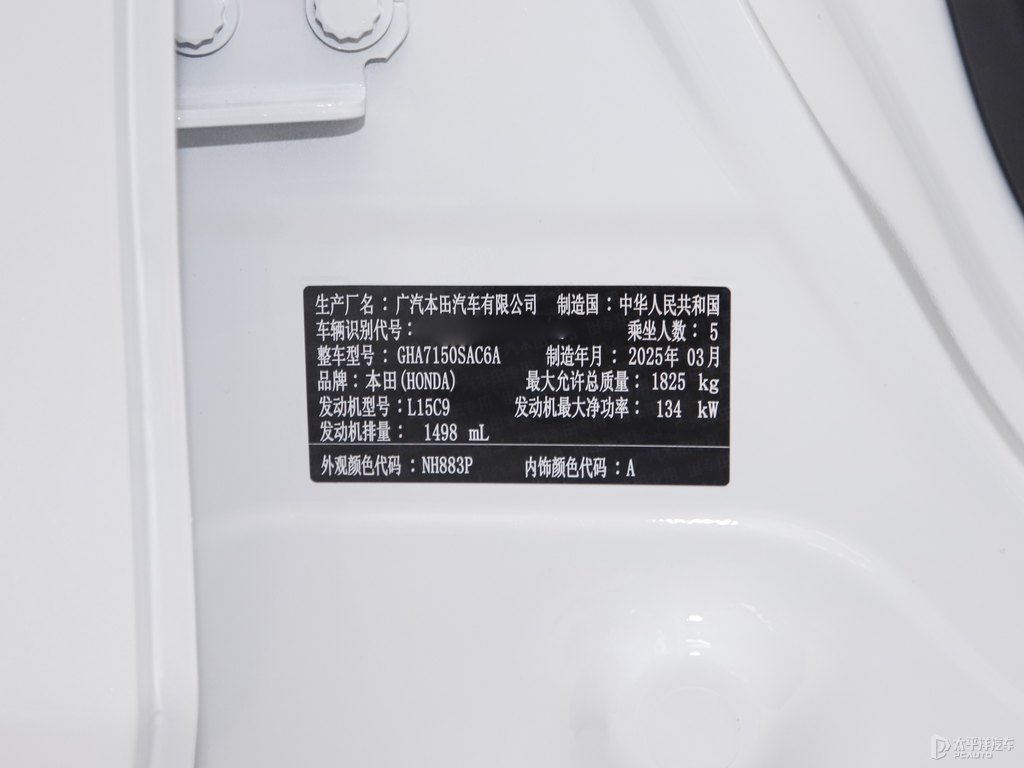 生产厂名：广汽本田汽车有限公司 制造国：中华人民共和国
车辆识别代号： 乘坐人数：5
整车型号：GHA7150SAC6A 制造年月：2025年 03月
品牌：本田(HONDA) 最大允许总质量：1825 kg
发动机型号：L15C9 发动机最大净功率：134 kW
发动机排量：1498 mL
外观颜色代码：NH883P 内饰颜色代码：A
太平洋汽车
PCAUTO